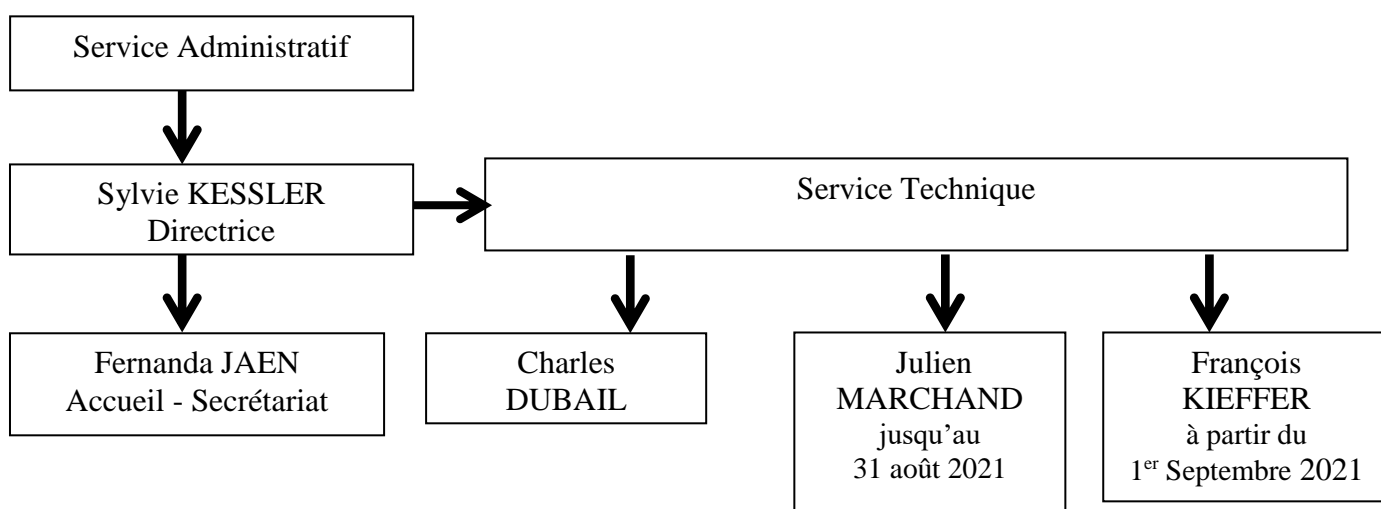 Service Administratif
Sylvie KESSLER
Directrice
Service Technique
Fernanda JAEN
Accueil - Secrétariat
Charles
DUBAIL
Julien
MARCHAND
jusqu’au
31 août 2021
François
KIEFFER
à partir du
1er Septembre 2021